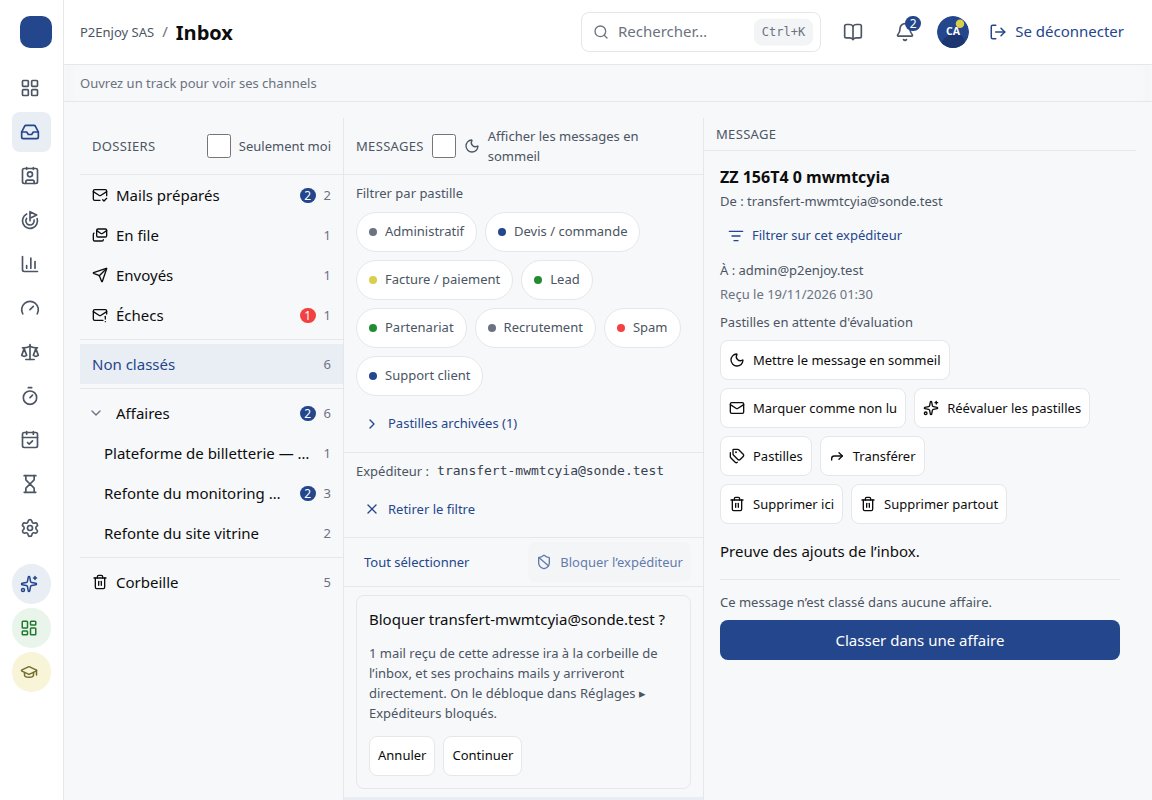 P2Enjoy SAS / Inbox
Rechercher... Ctrl+K
2
CA
Se déconnecter
Ouvrez un track pour voir ses channels
DOSSIERS
Seulement moi
Mails préparés 2 2
En file 1
Envoyés 1
Échecs 1 1
Non classés 6
Affaires 2 6
Plateforme de billetterie — ... 1
Refonte du monitoring ... 2 3
Refonte du site vitrine 2
Corbeille 5
MESSAGES
Afficher les messages en
sommeil
Filtrer par pastille
Administratif
Devis / commande
Facture / paiement
Lead
Partenariat
Recrutement
Spam
Support client
Pastilles archivées (1)
Expéditeur : transfert-mwmtcyia@sonde.test
Retirer le filtre
Tout sélectionner
Bloquer l’expéditeur
Bloquer transfert-mwmtcyia@sonde.test ?
1 mail reçu de cette adresse ira à la corbeille de
l’inbox, et ses prochains mails y arriveront
directement. On le débloque dans Réglages ▸
Expéditeurs bloqués.
Annuler
Continuer
MESSAGE
ZZ 156T4 0 mwmtcyia
De : transfert-mwmtcyia@sonde.test
Filtrer sur cet expéditeur
À : admin@p2enjoy.test
Reçu le 19/11/2026 01:30
Pastilles en attente d'évaluation
Mettre le message en sommeil
Marquer comme non lu
Réévaluer les pastilles
Pastilles
Transférer
Supprimer ici
Supprimer partout
Preuve des ajouts de l’inbox.
Ce message n’est classé dans aucune affaire.
Classer dans une affaire